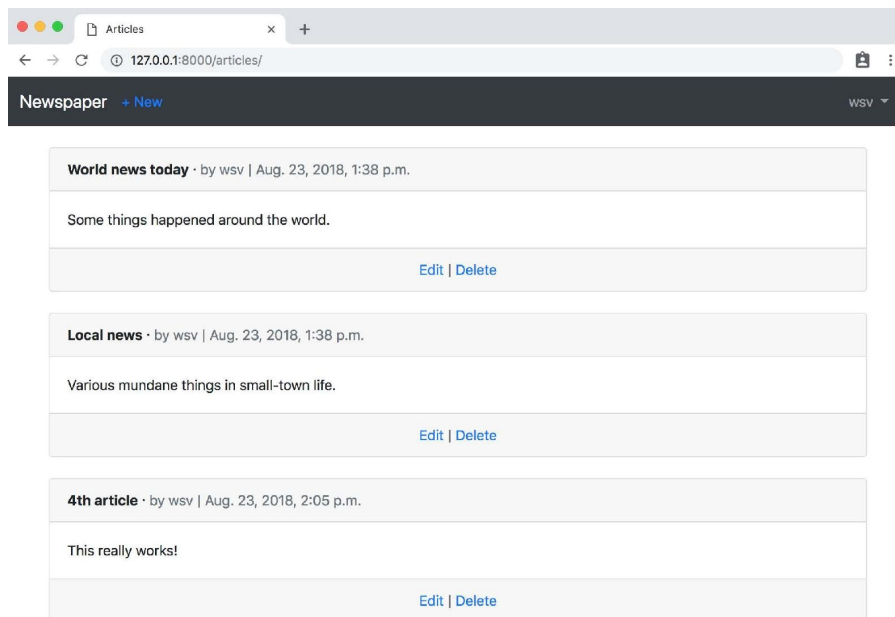 Articles
127.0.0.1:8000/articles/
Newspaper + New wsv
World news today · by wsv | Aug. 23, 2018, 1:38 p.m.
Some things happened around the world.
Edit | Delete
Local news · by wsv | Aug. 23, 2018, 1:38 p.m.
Various mundane things in small-town life.
Edit | Delete
4th article · by wsv | Aug. 23, 2018, 2:05 p.m.
This really works!
Edit | Delete